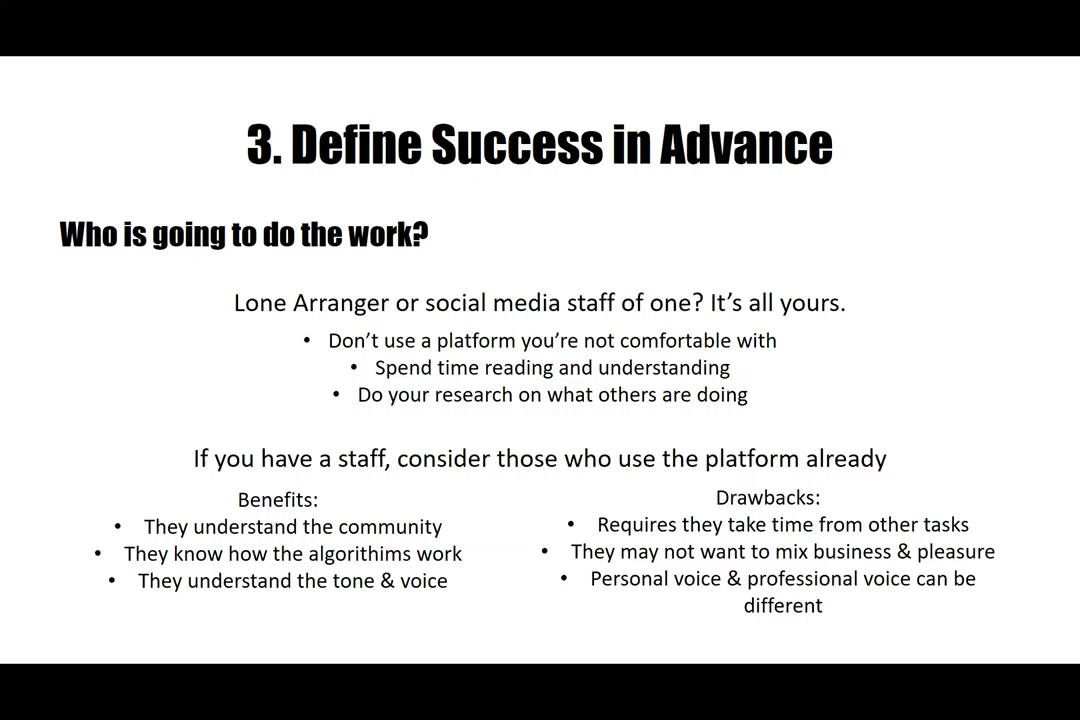 3. Define Success in Advance
Who is going to do the work?
Lone Arranger or social media staff of one? It’s all yours.
• Don’t use a platform you’re not comfortable with
• Spend time reading and understanding
• Do your research on what others are doing
If you have a staff, consider those who use the platform already
Benefits:
• They understand the community
• They know how the algorithims work
• They understand the tone & voice
Drawbacks:
• Requires they take time from other tasks
• They may not want to mix business & pleasure
• Personal voice & professional voice can be
different